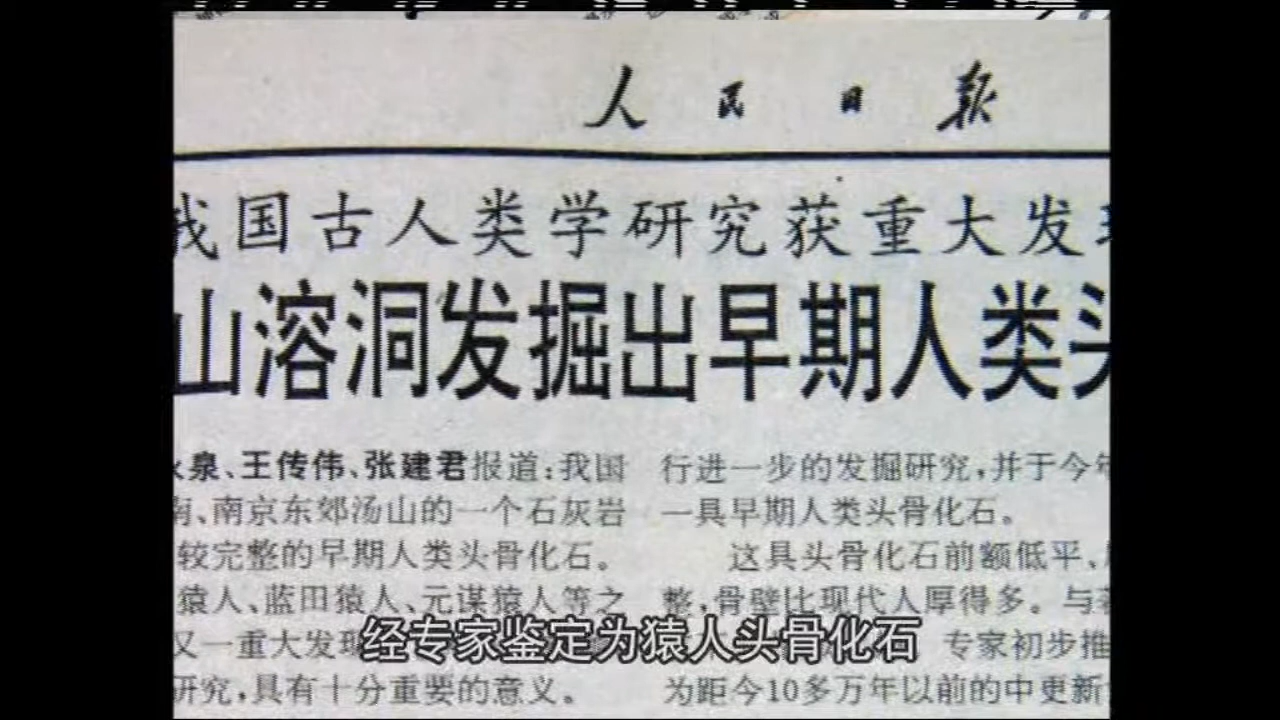 人民日报
我国古人类学研究获重大发现
山溶洞发掘出早期人类头
泉、王传伟、张建君报道:我国
南、南京东郊汤山的一个石灰岩
较完整的早期人类头骨化石。
猿人、蓝田猿人、元谋猿人等之
又一重大发现
研究,具有十分重要的意义。
行进一步的发掘研究,并于今年
一具早期人类头骨化石。
这具头骨化石前额低平、
整,骨壁比现代人厚得多。与
专家初步推
为距今10多万年以前的中更新
经专家鉴定为猿人头骨化石